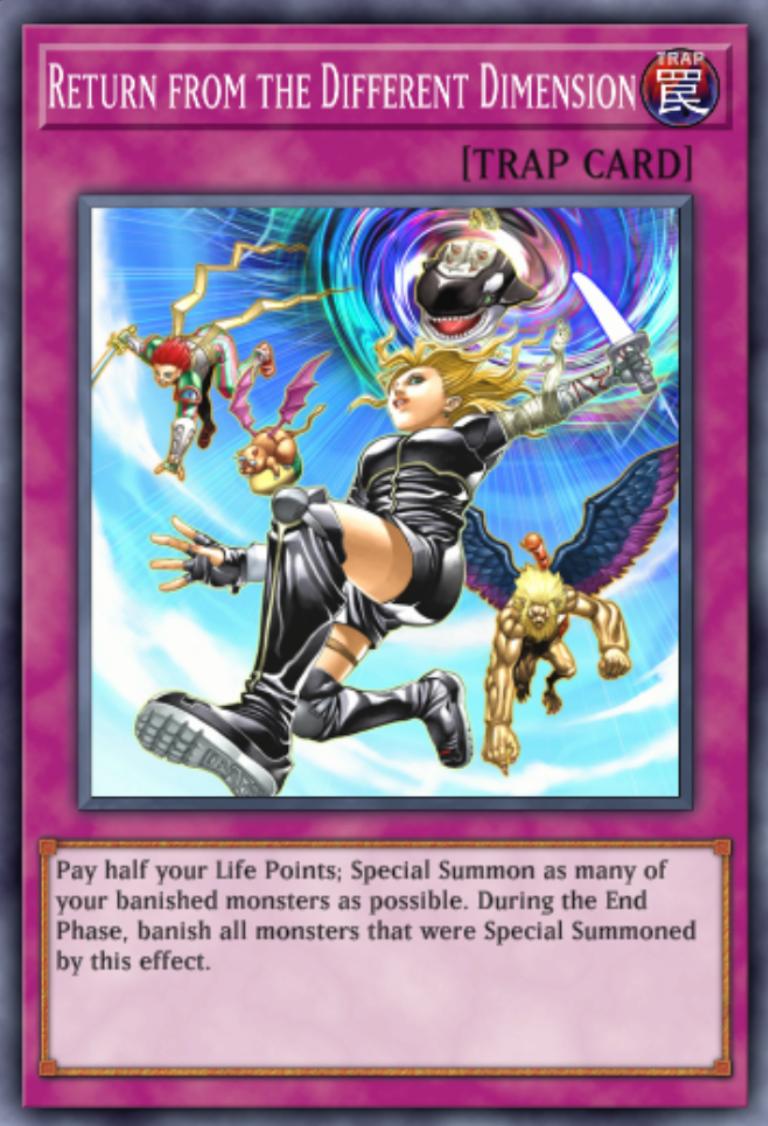 RETURN FROM THE DIFFERENT DIMENSION
TRAP
罠
[TRAP CARD]
Pay half your Life Points; Special Summon as many of
your banished monsters as possible. During the End
Phase, banish all monsters that were Special Summoned
by this effect.